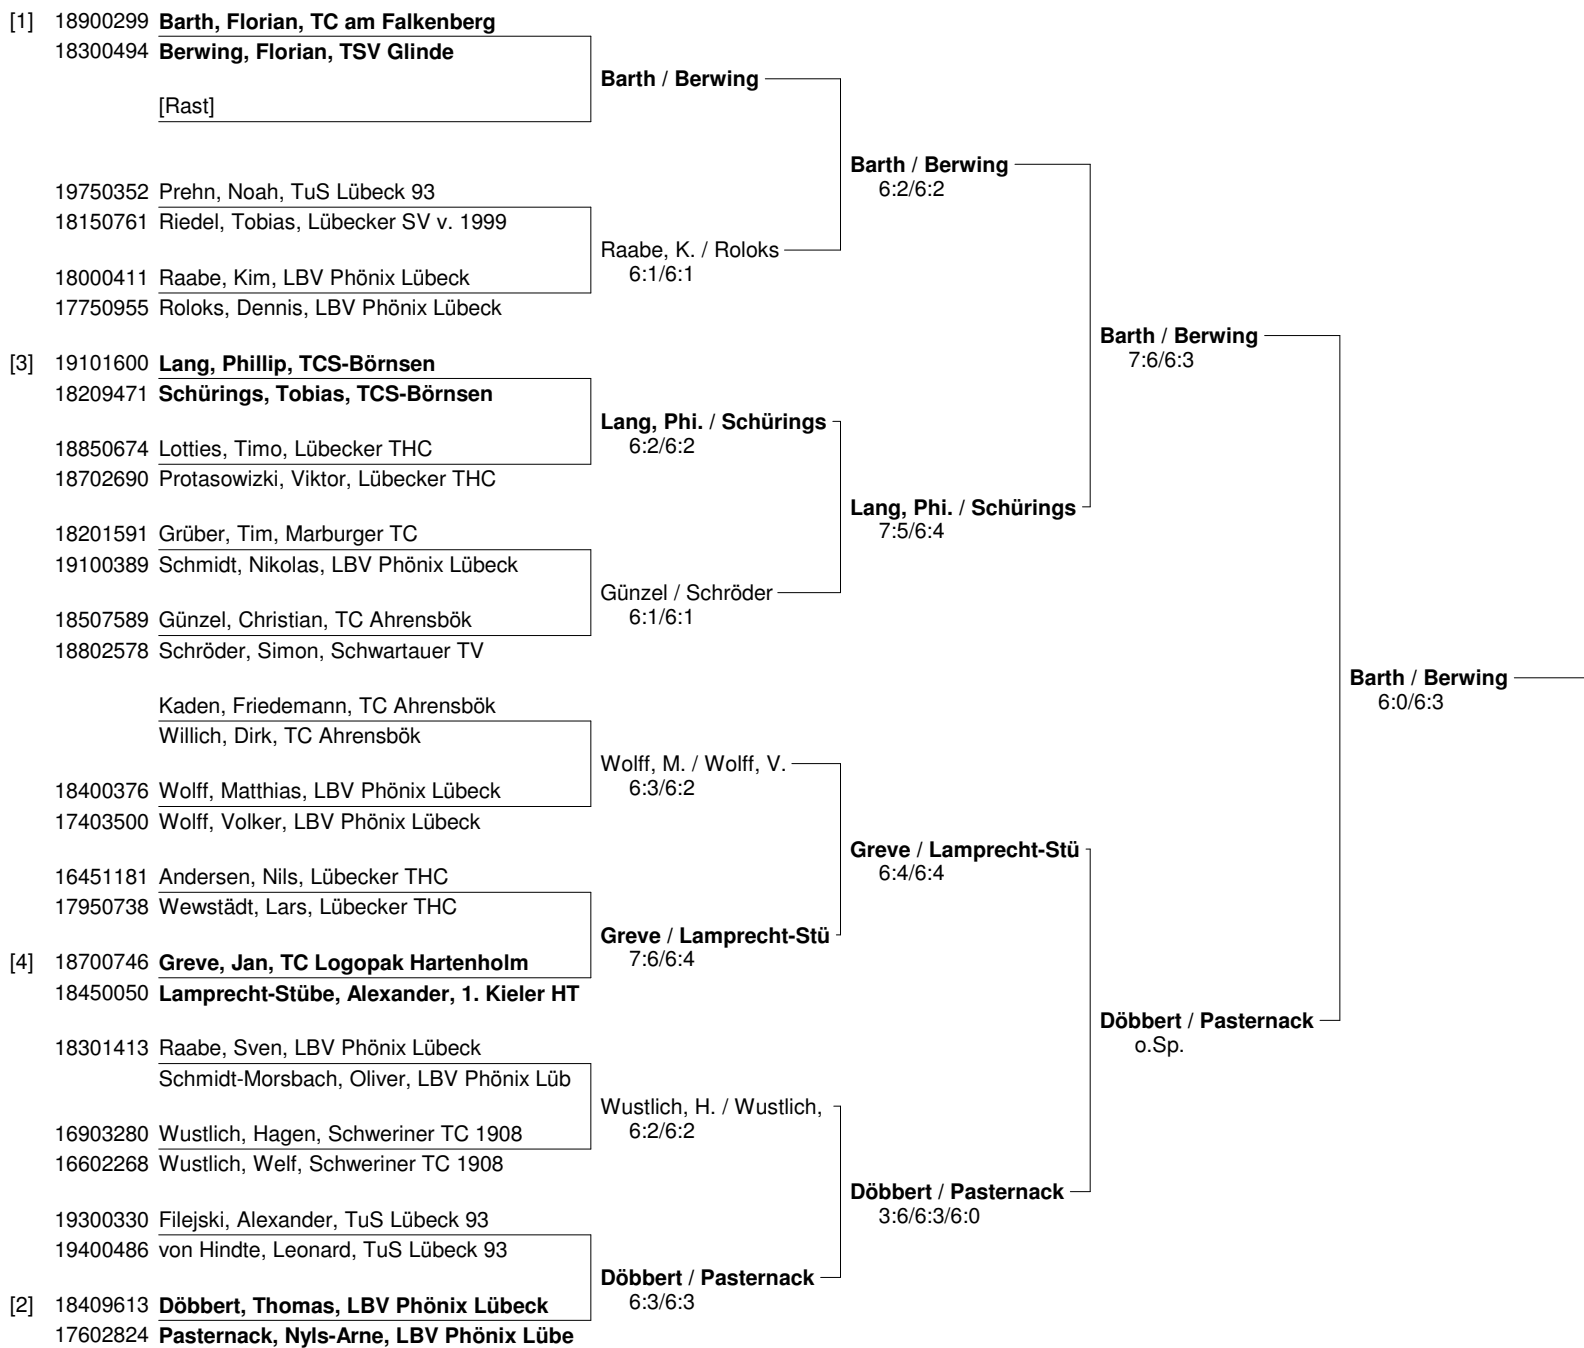 [1] 18900299 Barth, Florian, TC am Falkenberg
18300494 Berwing, Florian, TSV Glinde
Barth / Berwing
[Rast]
Barth / Berwing
6:2/6:2
19750352 Prehn, Noah, TuS Lübeck 93
18150761 Riedel, Tobias, Lübecker SV v. 1999
Raabe, K. / Roloks
6:1/6:1
18000411 Raabe, Kim, LBV Phönix Lübeck
17750955 Roloks, Dennis, LBV Phönix Lübeck
Barth / Berwing
7:6/6:3
[3] 19101600 Lang, Phillip, TCS-Börnsen
18209471 Schürings, Tobias, TCS-Börnsen
Lang, Phi. / Schürings
6:2/6:2
18850674 Lotties, Timo, Lübecker THC
18702690 Protasowizki, Viktor, Lübecker THC
Lang, Phi. / Schürings
7:5/6:4
18201591 Grüber, Tim, Marburger TC
19100389 Schmidt, Nikolas, LBV Phönix Lübeck
Günzel / Schröder
6:1/6:1
18507589 Günzel, Christian, TC Ahrensbök
18802578 Schröder, Simon, Schwartauer TV
Barth / Berwing
6:0/6:3
Kaden, Friedemann, TC Ahrensbök
Willich, Dirk, TC Ahrensbök
Wolff, M. / Wolff, V.
6:3/6:2
18400376 Wolff, Matthias, LBV Phönix Lübeck
17403500 Wolff, Volker, LBV Phönix Lübeck
Greve / Lamprecht-Stü
6:4/6:4
16451181 Andersen, Nils, Lübecker THC
17950738 Wewstädt, Lars, Lübecker THC
Greve / Lamprecht-Stü
7:6/6:4
[4] 18700746 Greve, Jan, TC Logopak Hartenholm
18450050 Lamprecht-Stübe, Alexander, 1. Kieler HT
Döbbert / Pasternack
o.Sp.
18301413 Raabe, Sven, LBV Phönix Lübeck
Schmidt-Morsbach, Oliver, LBV Phönix Lüb
Wustlich, H. / Wustlich,
6:2/6:2
16903280 Wustlich, Hagen, Schweriner TC 1908
16602268 Wustlich, Welf, Schweriner TC 1908
Döbbert / Pasternack
3:6/6:3/6:0
19300330 Filejski, Alexander, TuS Lübeck 93
19400486 von Hindte, Leonard, TuS Lübeck 93
Döbbert / Pasternack
6:3/6:3
[2] 18409613 Döbbert, Thomas, LBV Phönix Lübeck
17602824 Pasternack, Nyls-Arne, LBV Phönix Lübe